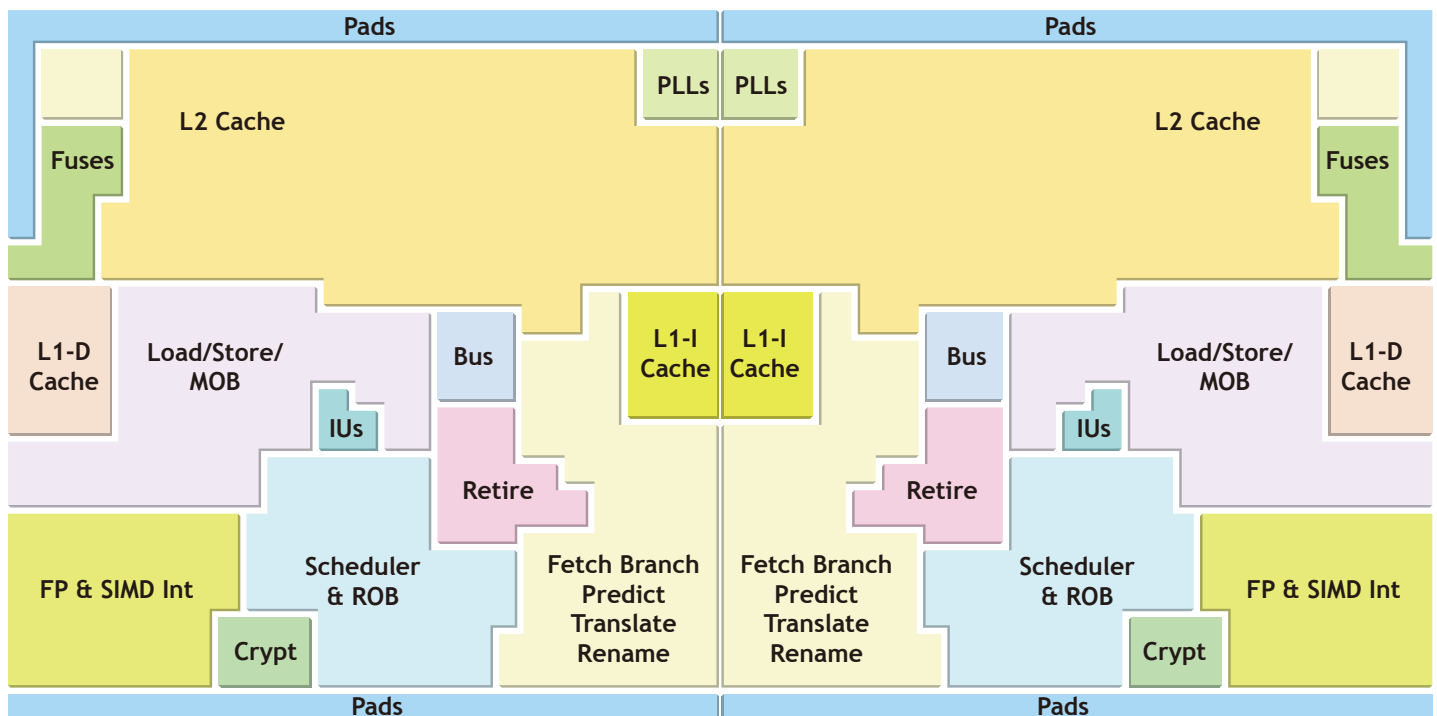 Pads
Pads
PLLs
PLLs
L2 Cache
L2 Cache
Fuses
Fuses
L1-D
Cache
Load/Store/
MOB
Bus
L1-I
Cache
L1-I
Cache
Bus
Load/Store/
MOB
L1-D
Cache
IUs
IUs
Retire
Retire
FP & SIMD Int
Scheduler
& ROB
Fetch Branch
Predict
Translate
Rename
Fetch Branch
Predict
Translate
Rename
Scheduler
& ROB
FP & SIMD Int
Crypt
Crypt
Pads
Pads